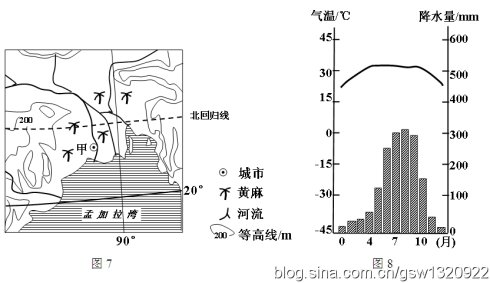 气温/℃ 降水量/mm
45 600
30 500
15 400
0 300
-15 200
-30 100
-45 0
0 4 7 10 (月)
图 8
200
北回归线
甲
20°
孟加拉湾
90°
城市
黄麻
河流
200 等高线/m
图 7
blog.sina.com.cn/gsw1320922